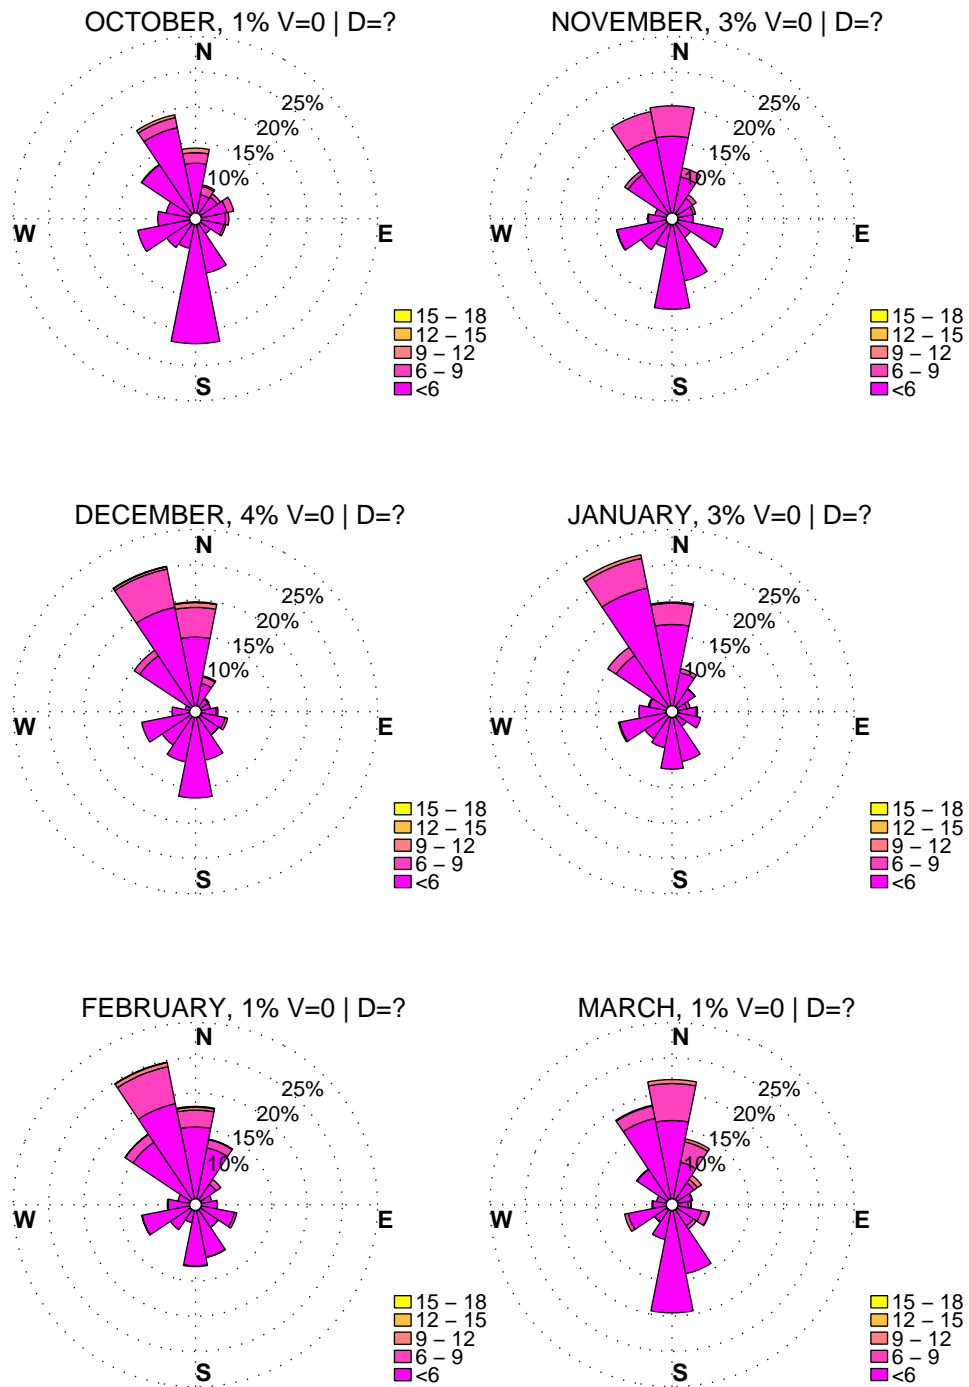 OCTOBER, 1% V=0 | D=?
N
25%
20%
15%
10%
W
E
S
15 – 18
12 – 15
9 – 12
6 – 9
<6
NOVEMBER, 3% V=0 | D=?
N
25%
20%
15%
10%
W
E
S
15 – 18
12 – 15
9 – 12
6 – 9
<6
DECEMBER, 4% V=0 | D=?
N
25%
20%
15%
10%
W
E
S
15 – 18
12 – 15
9 – 12
6 – 9
<6
JANUARY, 3% V=0 | D=?
N
25%
20%
15%
10%
W
E
S
15 – 18
12 – 15
9 – 12
6 – 9
<6
FEBRUARY, 1% V=0 | D=?
N
25%
20%
15%
10%
W
E
S
15 – 18
12 – 15
9 – 12
6 – 9
<6
MARCH, 1% V=0 | D=?
N
25%
20%
15%
10%
W
E
S
15 – 18
12 – 15
9 – 12
6 – 9
<6